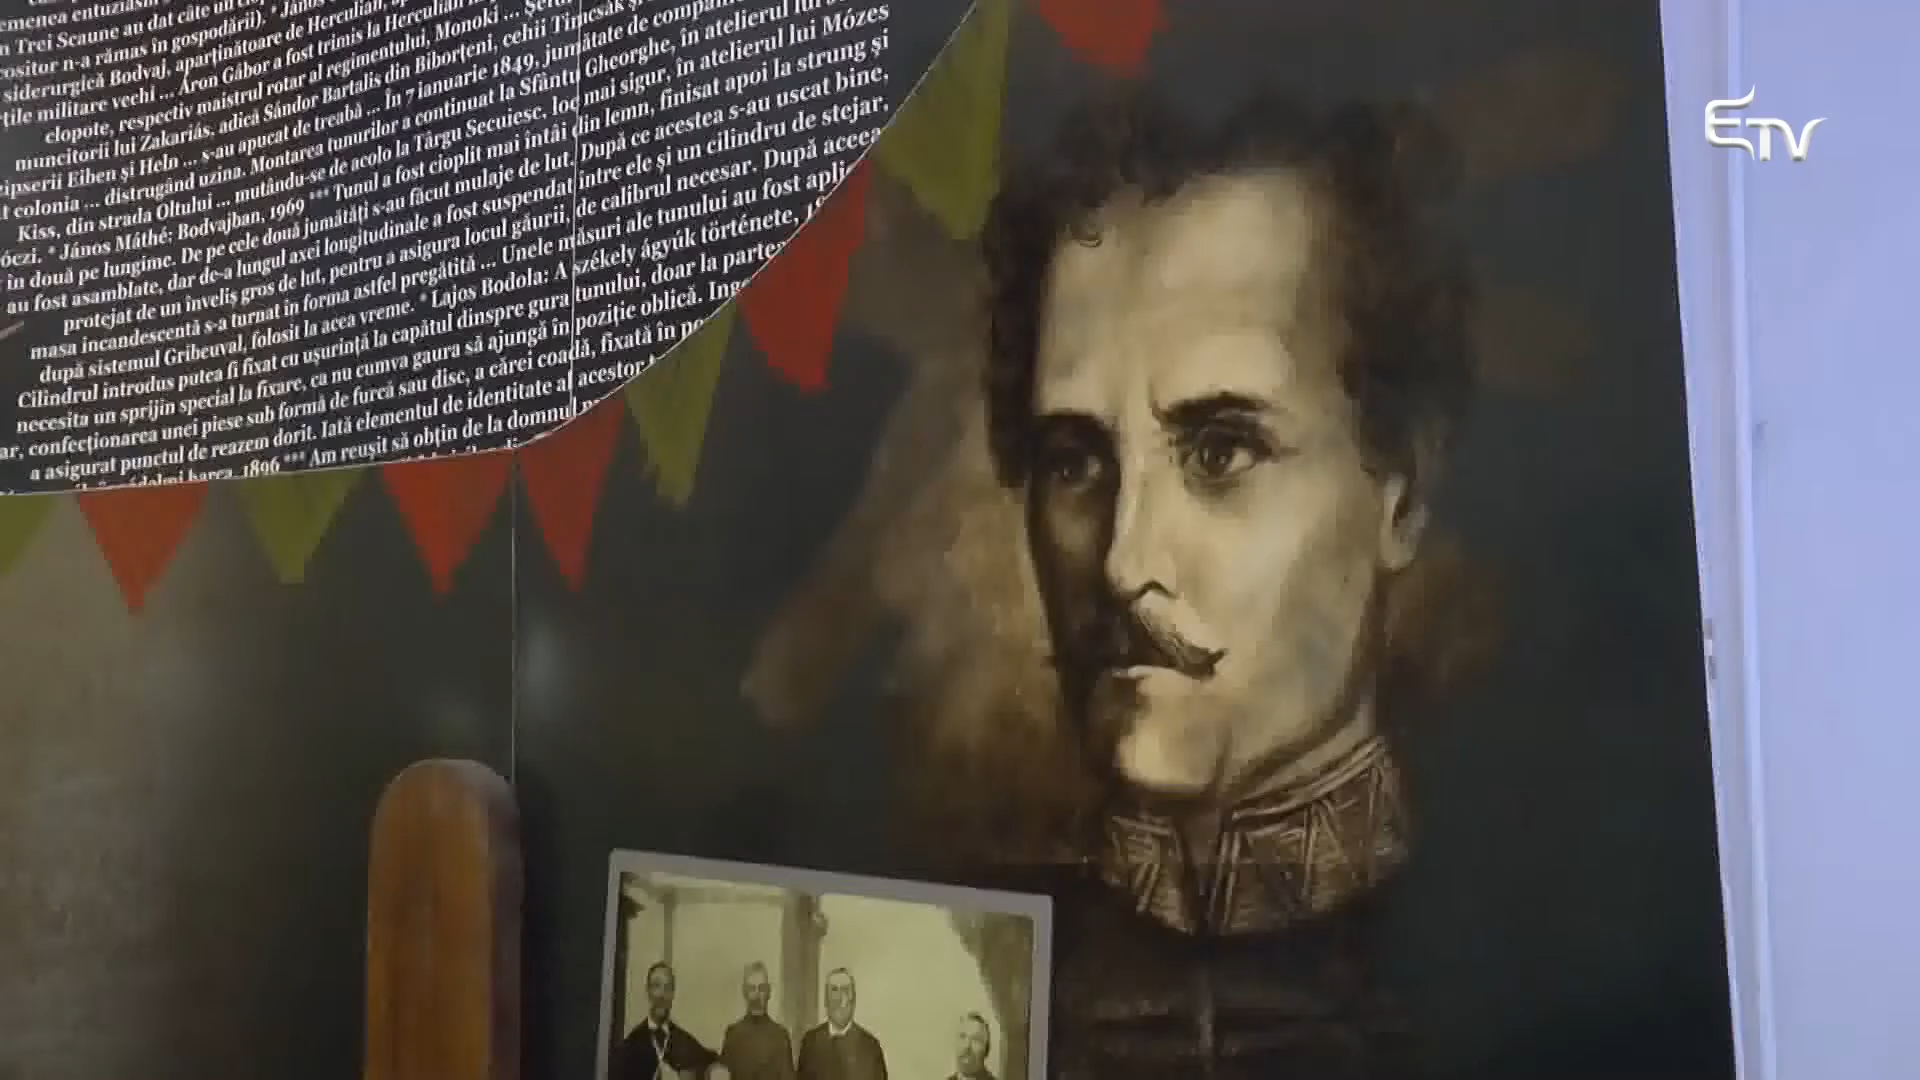 emenea entuziasm
n Trei Scaune au dat câte un
ozitor n-a rămas în gospodării). * János
siderurgică Bodvaj, aparținătoare de Herculian,
țile militare vechi ... Áron Gábor a fost trimis la Herculian
clopote, respectiv maistrul rotar al regimentului, Monoki ...
muncitorii lui Zakariás, adică Sándor Bartalis din Biborțeni, cehii Timcsák și
zipserii Eiben și Heln ... s-au apucat de treabă ... În 7 ianuarie 1849, jumătate de compan
t colonia ... distrugând uzina. Montarea tunurilor a continuat la Sfântu Gheorghe, în atelierul lui
Kiss, din strada Oltului ... mutându-se de acolo la Târgu Secuiesc, loc mai sigur, în atelierul lui Mózes
óczi. * János Máthé: Bodvajban, 1969 *** Tunul a fost cioplit mai întâi din lemn, finisat apoi la strung și
in două pe lungime. De pe cele două jumătăți s-au făcut mulaje de lut. După ce acestea s-au uscat bine,
au fost asamblate, dar de-a lungul axei longitudinale a fost suspendat între ele și un cilindru de stejar,
protejat de un înveliș gros de lut, pentru a asigura locul găurii, de calibrul necesar. După aceea
masa incandescentă s-a turnat în forma astfel pregătită ... Unele măsuri ale tunului au fost apli
după sistemul Gribeuval, folosit la acea vreme. * Lajos Bodola: A székely ágyúk története,
Cilindrul introdus putea fi fixat cu ușurință la capătul dinspre gura tunului, doar la partea
necesita un sprijin special la fixare, ca nu cumva gaura să ajungă în poziție oblică. Ing
ar, confecționarea unei piese sub formă de furcă sau disc, a cărei coadă, fixată în
a asigurat punctul de reazem dorit. Iată elementul de identitate al acestor
harca, 1896 *** Am reușit să obțin de la domnul
ETV